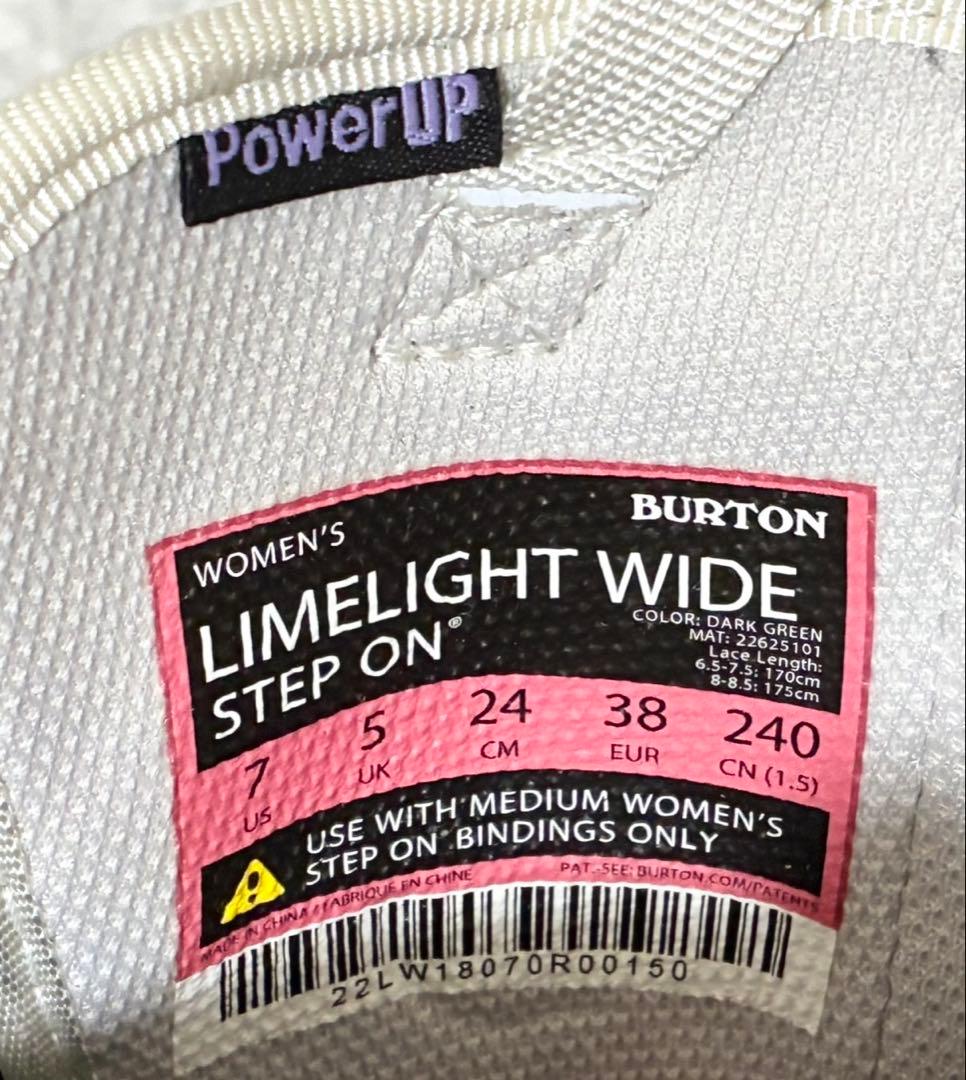 PowerUP
BURTON
WOMEN'S
LIMELIGHT WIDE
STEP ON®
COLOR: DARK GREEN
MAT: 22625101
Lace Length:
6.5-7.5: 170cm
8-8.5: 175cm
7 5 24 38 240
US UK CM EUR CN (1.5)
USE WITH MEDIUM WOMEN'S
STEP ON BINDINGS ONLY
MADE IN CHINA / FABRIQUÉ EN CHINE
PAT.-SEE: BURTON.COM/PATENTS
22LW18070R00150